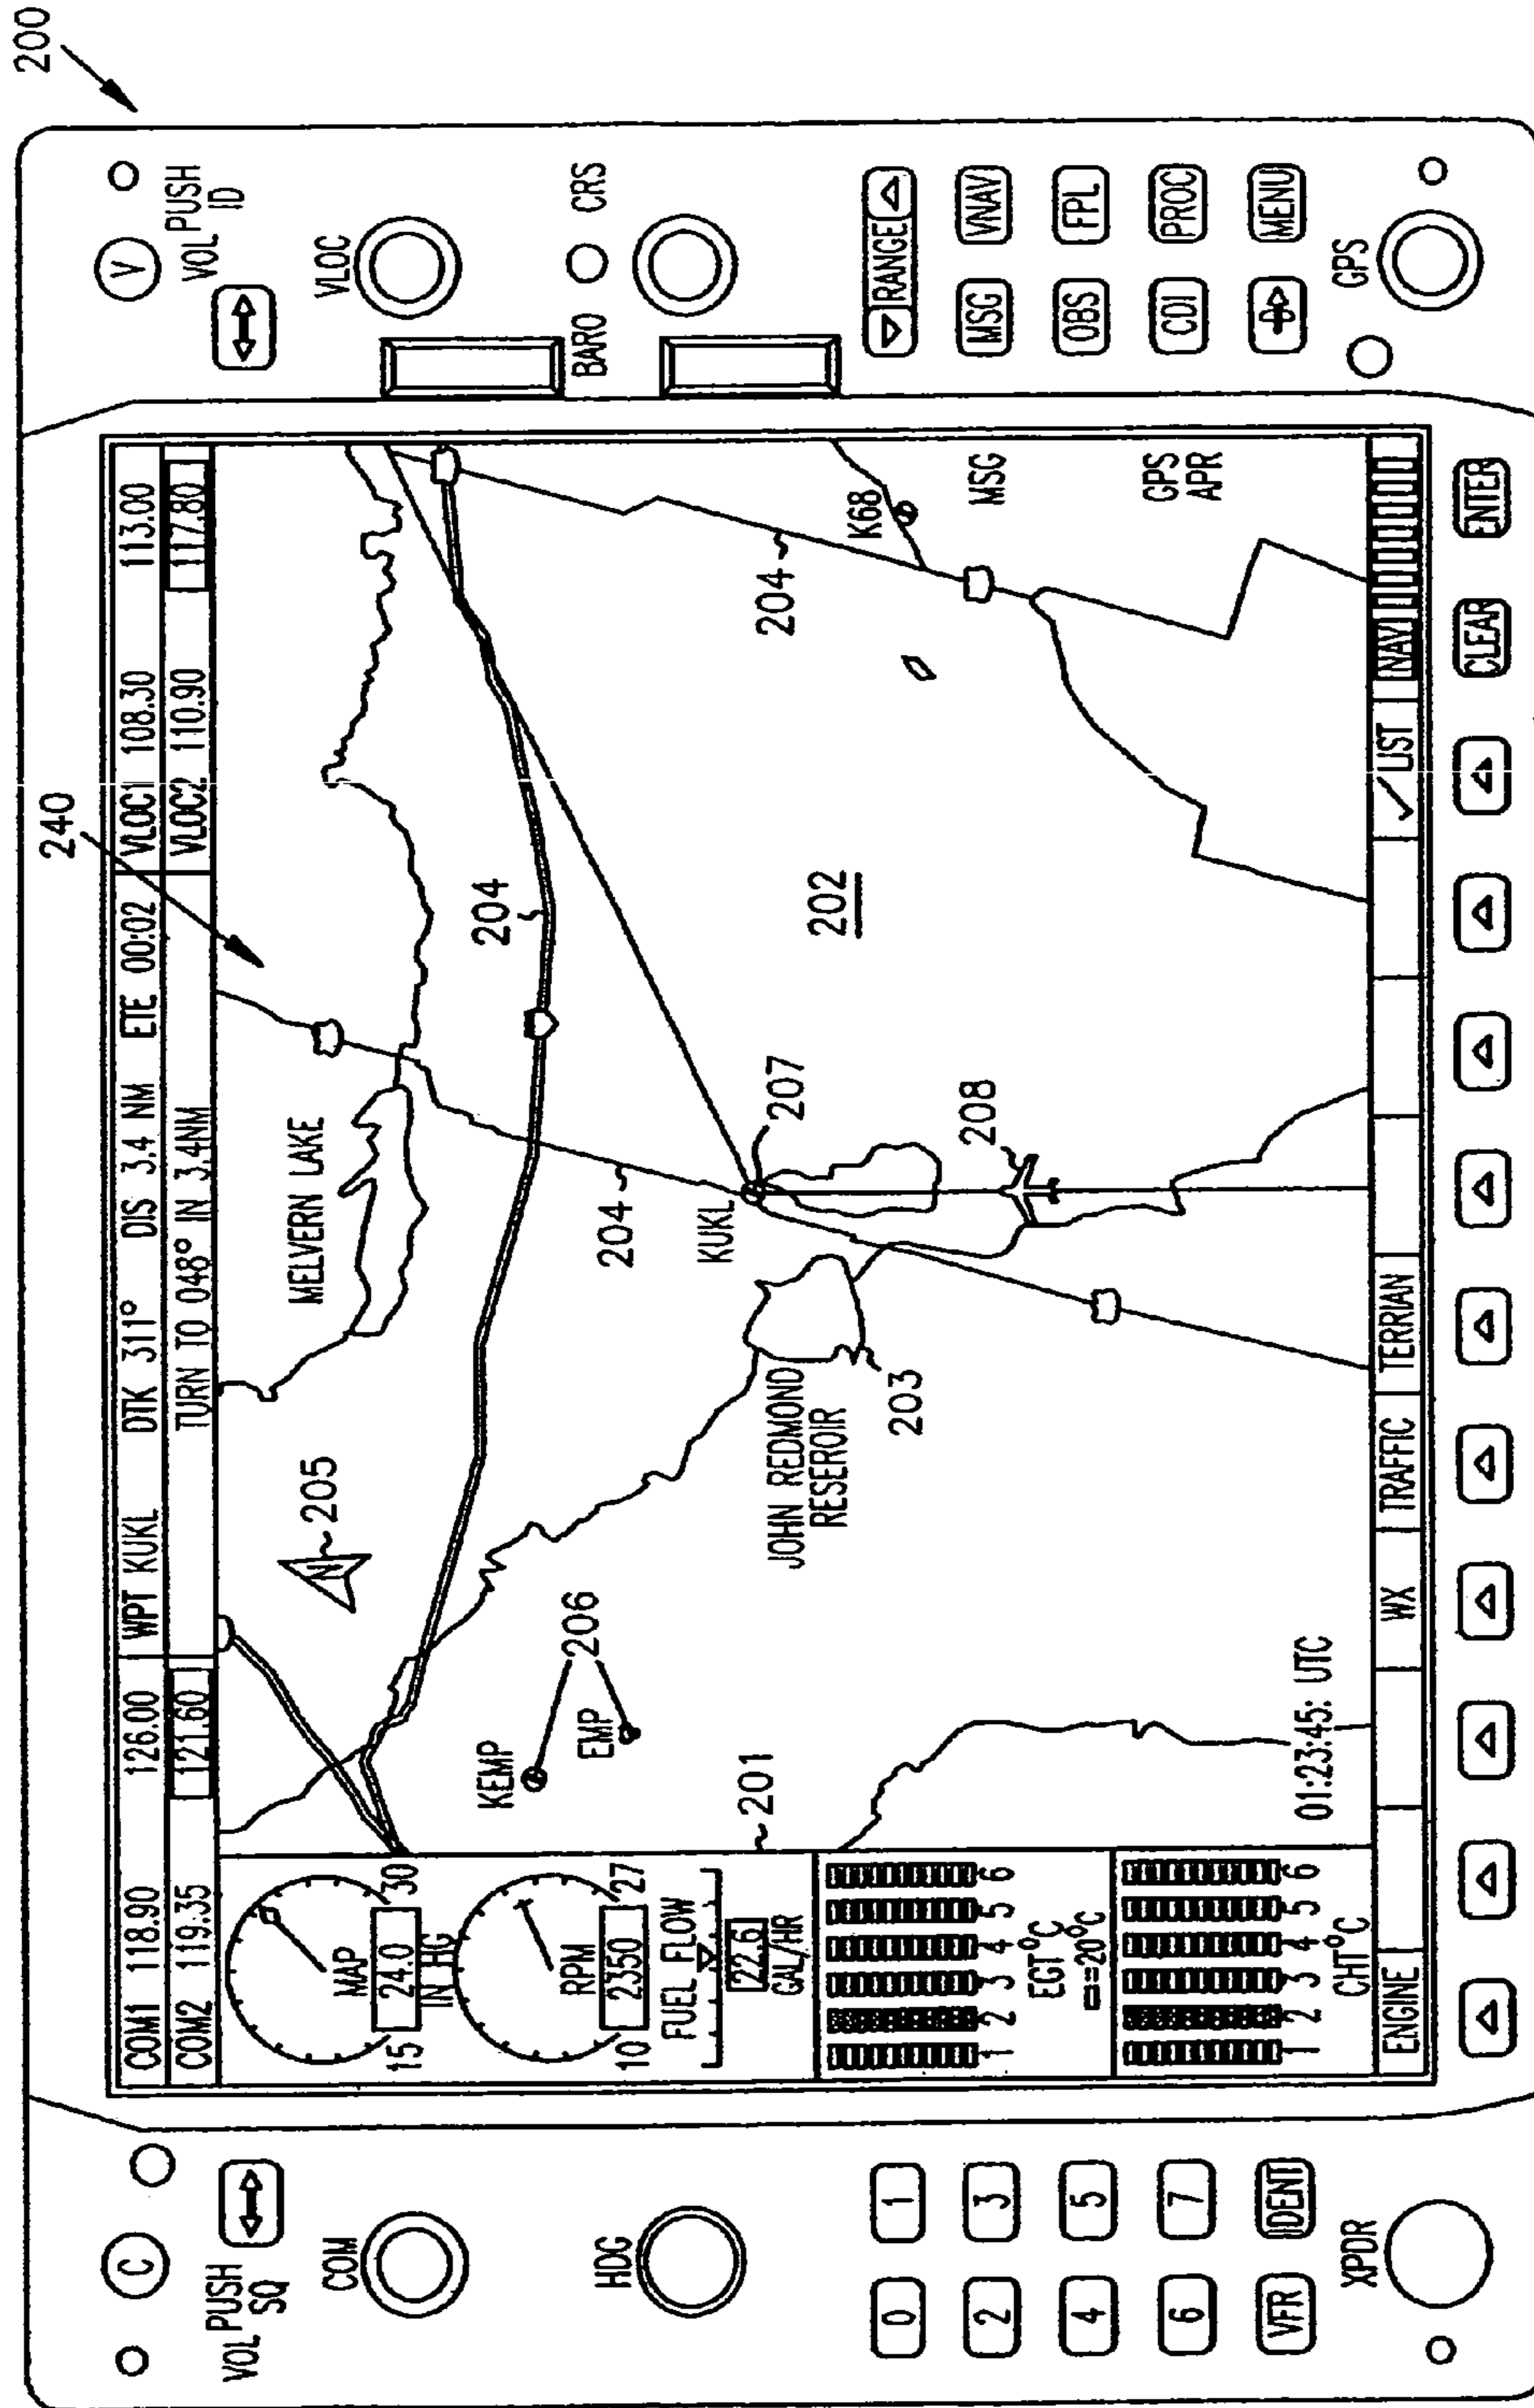 200
240
C
VOL PUSH
SQ
COM
HDG
0 1
2 3
4 5
6 7
VFR IDENT
XPDR
COM1 118.90 126.00 WPT KUKL DTK 311° DIS 3.4 NM ETE 00:02 VLOC1 108.30 113.00
COM2 119.35 121.60 TURN TO 048° IN 3.4NM VLOC2 110.90 117.80
MAP
24.0
15 30
IN HG
RPM
2350
10 27
FUEL FLOW
22.6
GAL/HR
201
1 2 3 4 5 6
EGT°C
=20°C
1 2 3 4 5 6
CHT°C
N
205
MELVERN LAKE
204
KEMP
206
EMP
204
KUKL
207
JOHN REDMOND
RESEROIR
203
208
202
204
K68
MSG
GPS
APR
01:23:45: UTC
ENGINE WX TRAFFIC TERRIAN LIST NAV
CLEAR ENTER
V
VOL PUSH
ID
VLOC
BARO CRS
RANGE
MSG VNAV
OBS FPL
CDI PROC
D MENU
GPS